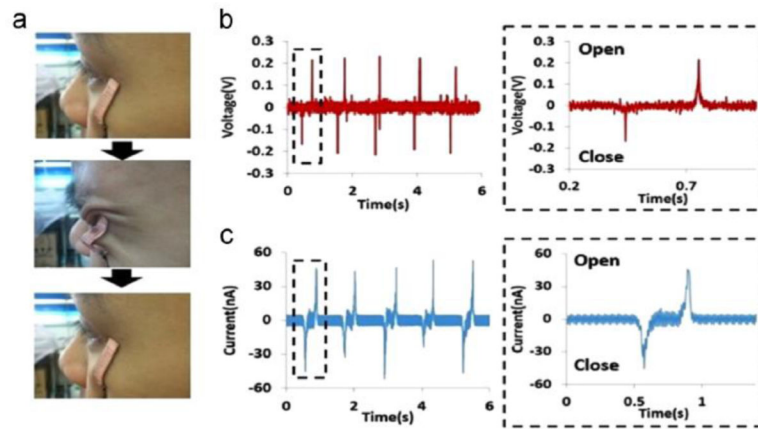 a
b
0.3
0.2
0.1
0
-0.1
-0.2
-0.3
Voltage(V)
0 2 4 6
Time(s)
0.3
0.2
0.1
0
-0.1
-0.2
-0.3
Voltage(V)
Open
Close
0.2 0.7
Time(s)
c
60
30
0
-30
-60
Current(nA)
0 2 4 6
Time(s)
60
30
0
-30
-60
Current(nA)
Open
Close
0 0.5 1
Time(s)